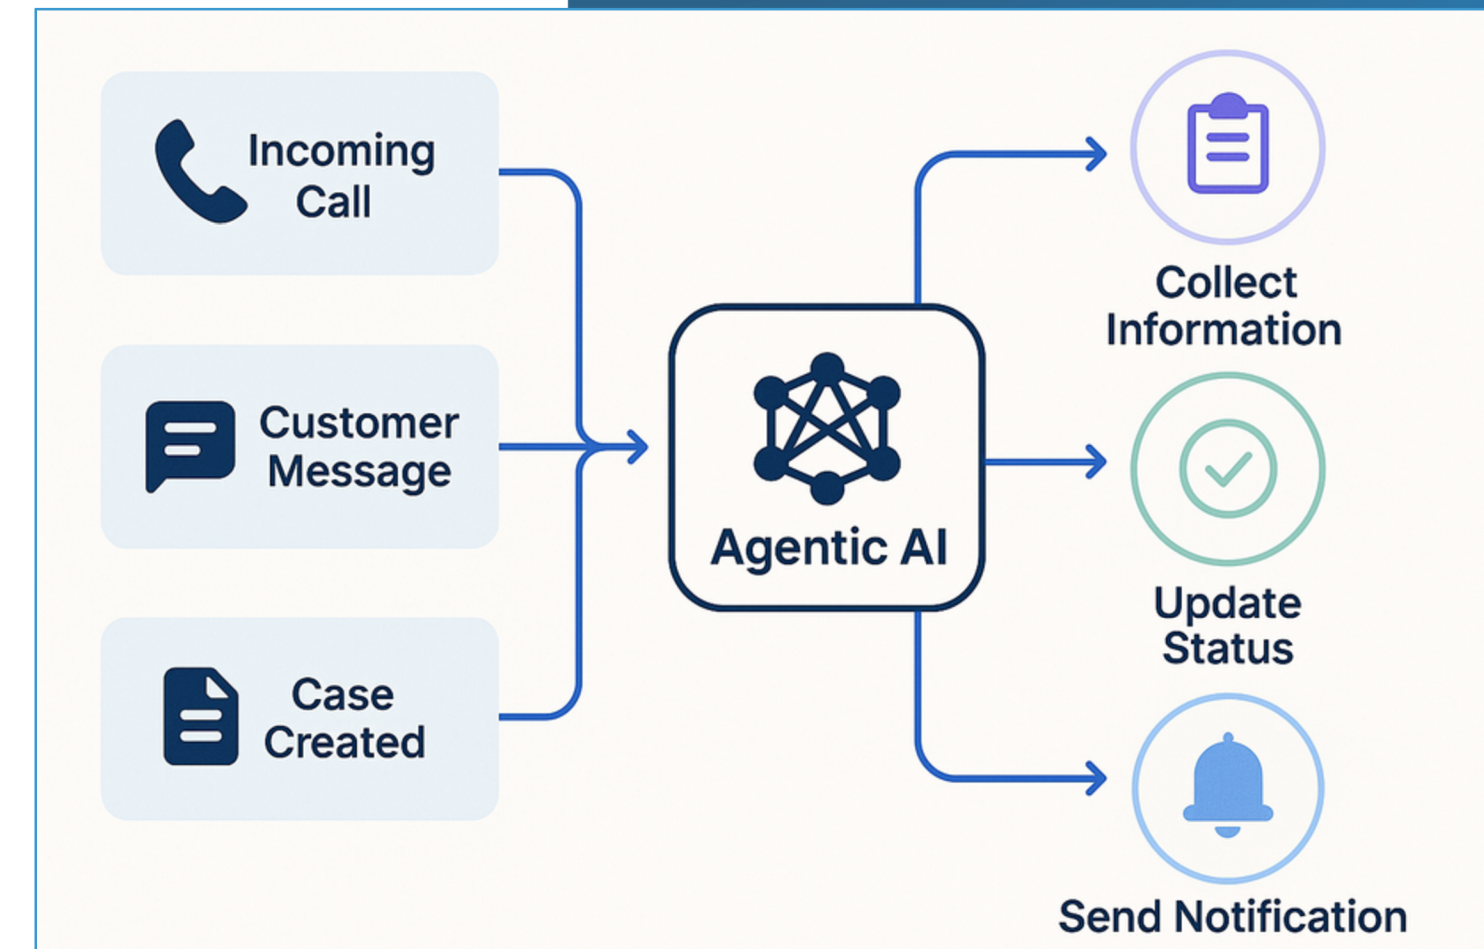 Incoming
Call
Customer
Message
Case
Created
Agentic AI
Collect
Information
Update
Status
Send Notification